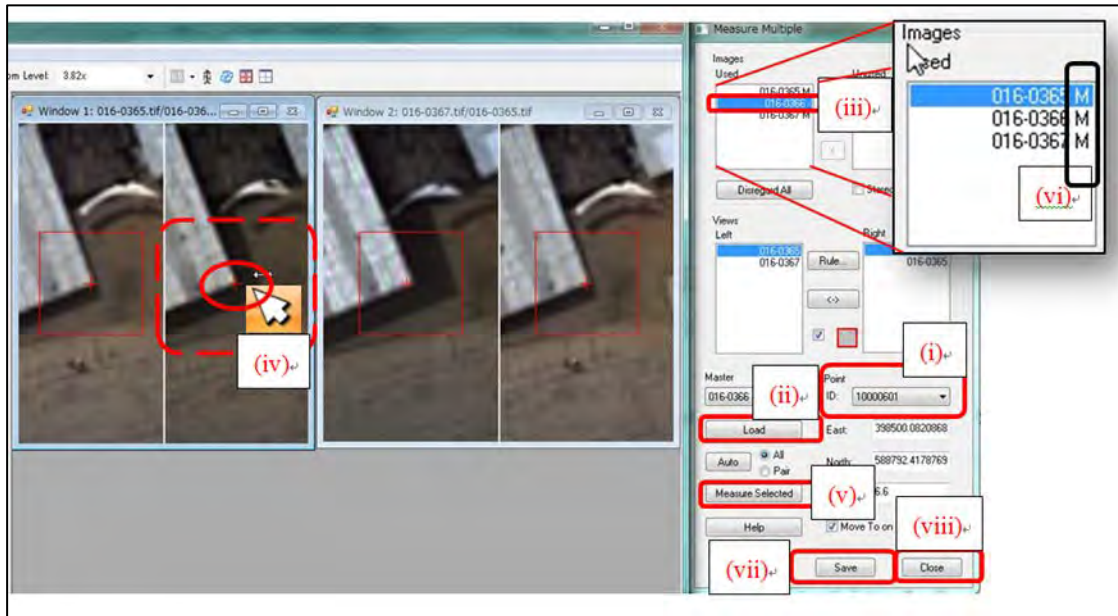 Measure Multiple
om Level: 3.82x
Window 1: 016-0365.tif/016-036...
Window 2: 016-0367.tif/016-0365.tif
Images
Used
016-0365 M
016-0366
016-0367 M
(iii)
Disregard All
Views
Left
Right
016-0365
016-0367
Rule...
016-0365
<->
Master
016-0366
(ii)
(i)
Point
ID: 10000601
Load
East: 398500.0820868
Auto
All
Pair
North: 588792.4178769
Measure Selected
(v)
6.6
Help
Move To on
(vii)
Save
(viii)
Close
(iv)
Images
sed
016-0365 M
016-0366 M
016-0367 M
(vi)